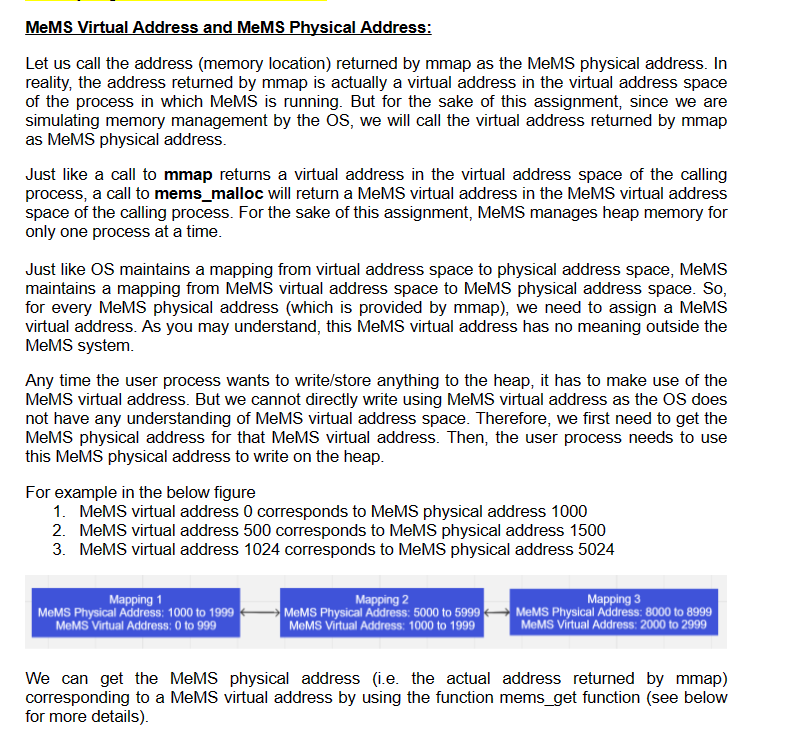 MeMS Virtual Address and MeMS Physical Address:
Let us call the address (memory location) returned by mmap as the MeMS physical address. In
reality, the address returned by mmap is actually a virtual address in the virtual address space
of the process in which MeMS is running. But for the sake of this assignment, since we are
simulating memory management by the OS, we will call the virtual address returned by mmap
as MeMS physical address.
Just like a call to mmap returns a virtual address in the virtual address space of the calling
process, a call to mems_malloc will return a MeMS virtual address in the MeMS virtual address
space of the calling process. For the sake of this assignment, MeMS manages heap memory for
only one process at a time.
Just like OS maintains a mapping from virtual address space to physical address space, MeMS
maintains a mapping from MeMS virtual address space to MeMS physical address space. So,
for every MeMS physical address (which is provided by mmap), we need to assign a MeMS
virtual address. As you may understand, this MeMS virtual address has no meaning outside the
MeMS system.
Any time the user process wants to write/store anything to the heap, it has to make use of the
MeMS virtual address. But we cannot directly write using MeMS virtual address as the OS does
not have any understanding of MeMS virtual address space. Therefore, we first need to get the
MeMS physical address for that MeMS virtual address. Then, the user process needs to use
this MeMS physical address to write on the heap.
For example in the below figure
1. MeMS virtual address 0 corresponds to MeMS physical address 1000
2. MeMS virtual address 500 corresponds to MeMS physical address 1500
3. MeMS virtual address 1024 corresponds to MeMS physical address 5024
Mapping 1
MeMS Physical Address: 1000 to 1999
MeMS Virtual Address: 0 to 999
Mapping 2
MeMS Physical Address: 5000 to 5999
MeMS Virtual Address: 1000 to 1999
Mapping 3
MeMS Physical Address: 8000 to 8999
MeMS Virtual Address: 2000 to 2999
We can get the MeMS physical address (i.e. the actual address returned by mmap)
corresponding to a MeMS virtual address by using the function mems_get function (see below
for more details).